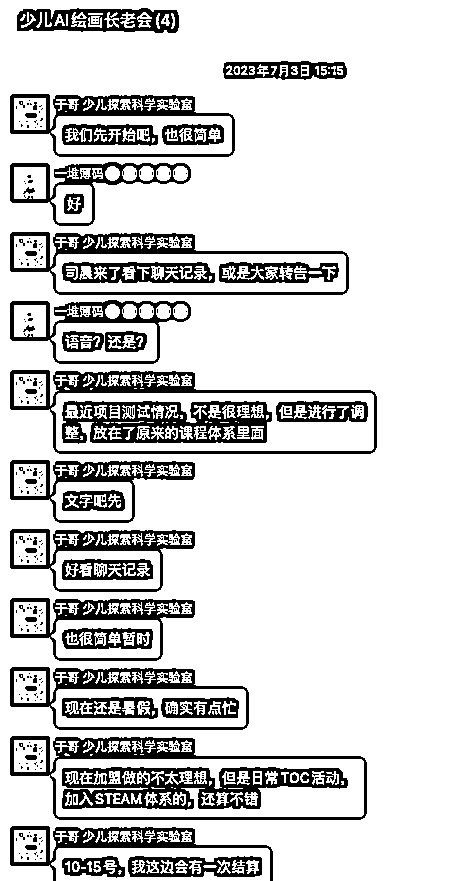 少儿AI绘画长老会(4)
2023年7月3日 15:15
于哥 少儿探索科学实验室
我们先开始吧，也很简单
一堆薄码
好
于哥 少儿探索科学实验室
司晨来了看下聊天记录，或是大家转告一下
一堆薄码
语音？还是？
于哥 少儿探索科学实验室
最近项目测试情况，不是很理想，但是进行了调
整，放在了原来的课程体系里面
于哥 少儿探索科学实验室
文字吧先
于哥 少儿探索科学实验室
好看聊天记录
于哥 少儿探索科学实验室
也很简单暂时
于哥 少儿探索科学实验室
现在还是暑假，确实有点忙
于哥 少儿探索科学实验室
现在加盟做的不太理想，但是日常TOC活动，
加入STEAM体系的，还算不错
于哥 少儿探索科学实验室
10-15号，我这边会有一次结算